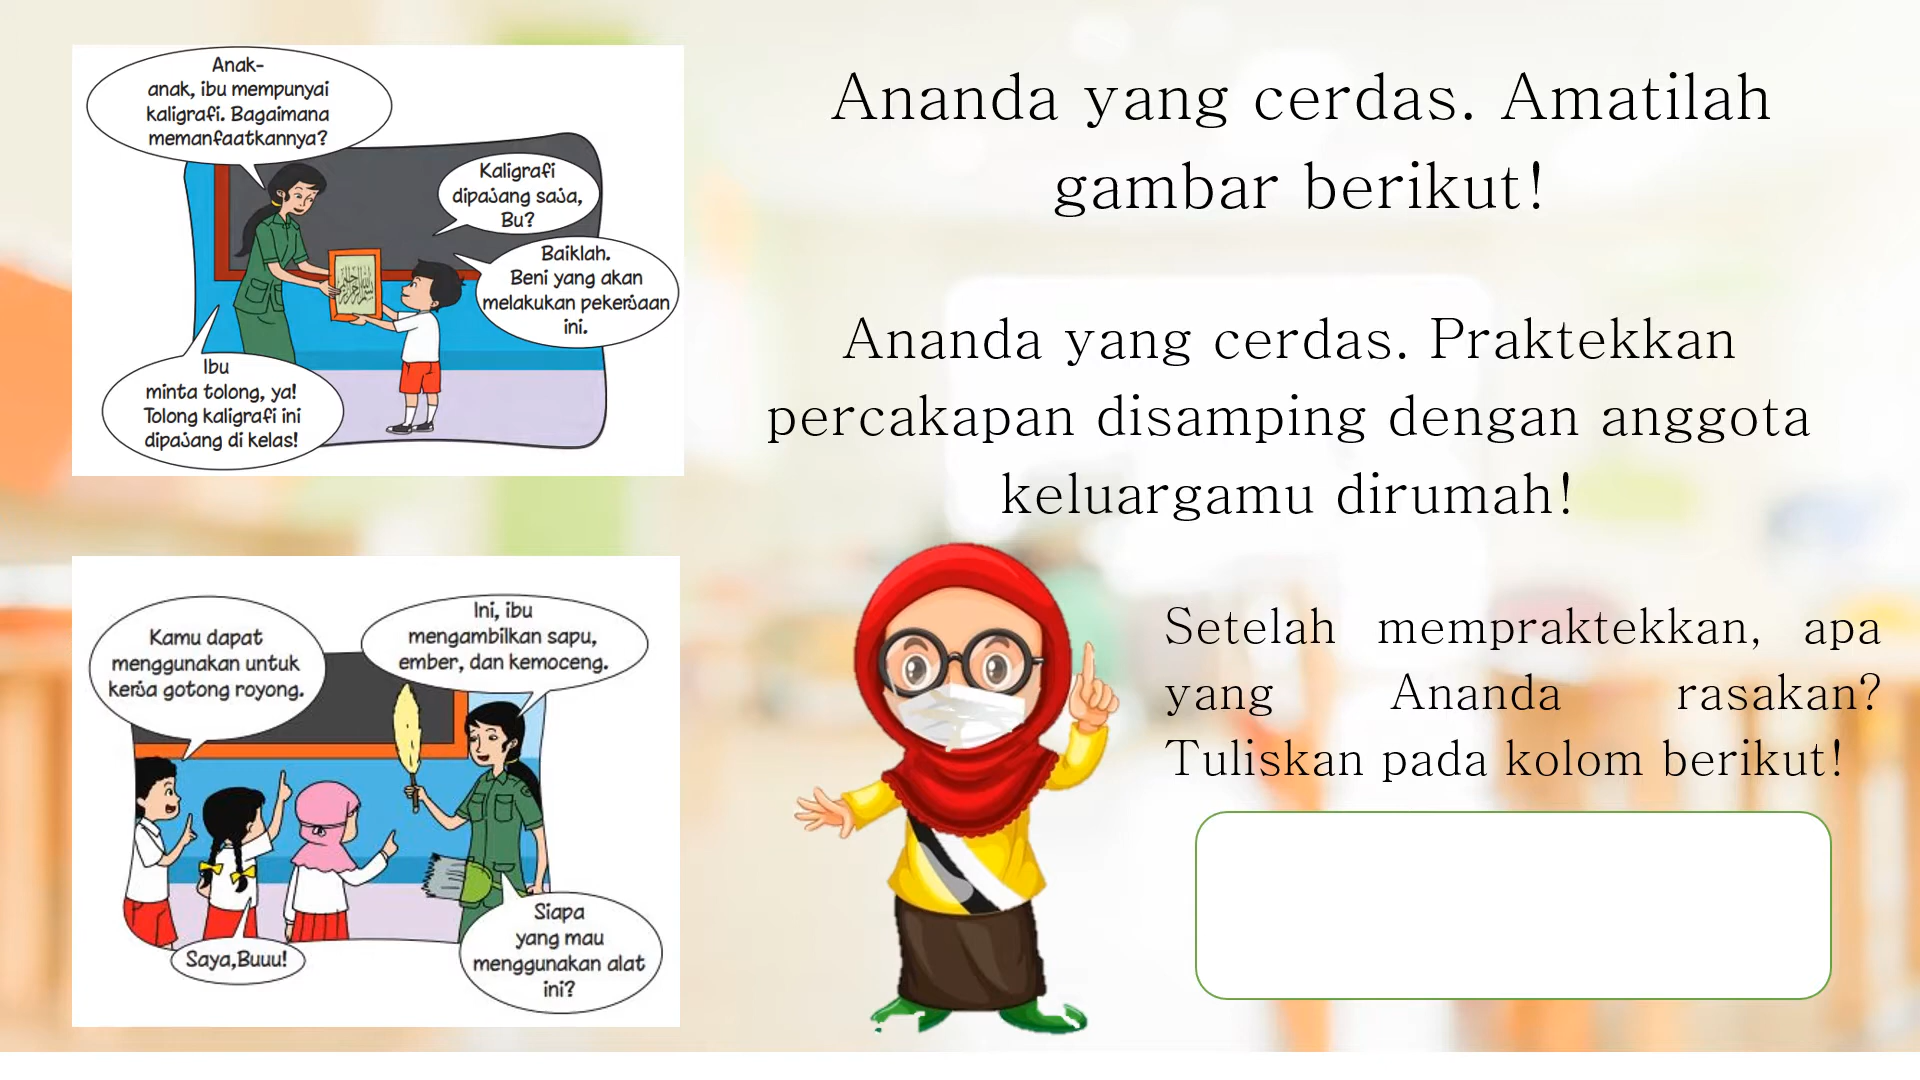 Anak-
anak, ibu mempunyai
kaligrafi. Bagaimana
memanfaatkannya?
Kaligrafi
dipajang saja,
Bu?
Baiklah.
Beni yang akan
melakukan pekerjaan
ini.
Ibu
minta tolong, ya!
Tolong kaligrafi ini
dipajang di kelas!
Ananda yang cerdas. Amatilah
gambar berikut!
Ananda yang cerdas. Praktekkan
percakapan disamping dengan anggota
keluargamu dirumah!
Kamu dapat
menggunakan untuk
kerja gotong royong.
Ini, ibu
mengambilkan sapu,
ember, dan kemoceng.
Saya,Buuu!
Siapa
yang mau
menggunakan alat
ini?
Setelah mempraktekkan, apa
yang Ananda rasakan?
Tuliskan pada kolom berikut!